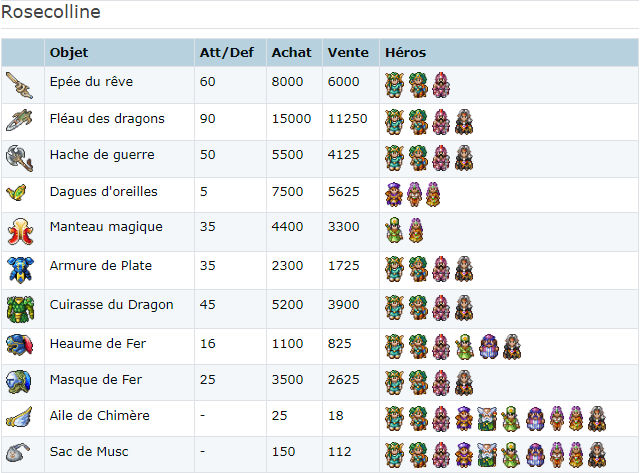 Rosecolline
Objet Att/Def Achat Vente Héros
Epée du rêve 60 8000 6000
Fléau des dragons 90 15000 11250
Hache de guerre 50 5500 4125
Dagues d'oreilles 5 7500 5625
Manteau magique 35 4400 3300
Armure de Plate 35 2300 1725
Cuirasse du Dragon 45 5200 3900
Heaume de Fer 16 1100 825
Masque de Fer 25 3500 2625
Aile de Chimère - 25 18
Sac de Musc - 150 112